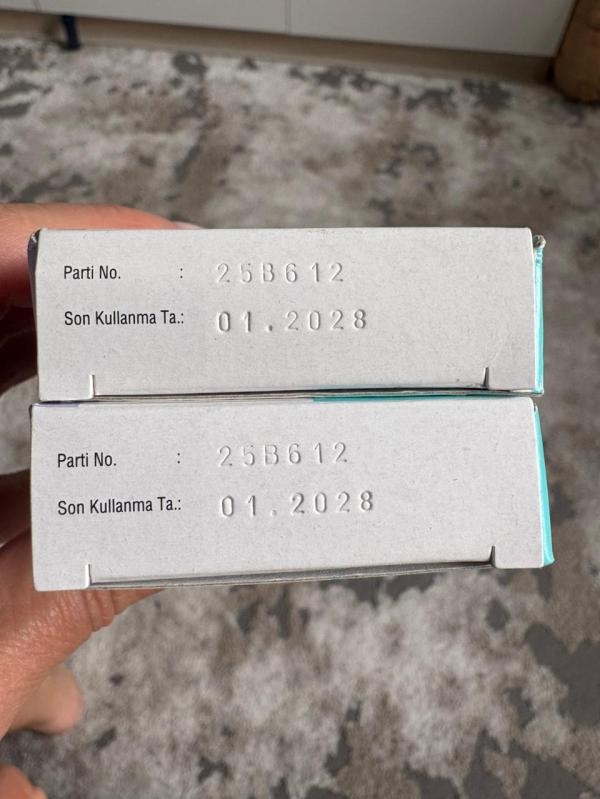 Parti No. : 25B612
Son Kullanma Ta.: 01.2028
Parti No. : 25B612
Son Kullanma Ta.: 01.2028